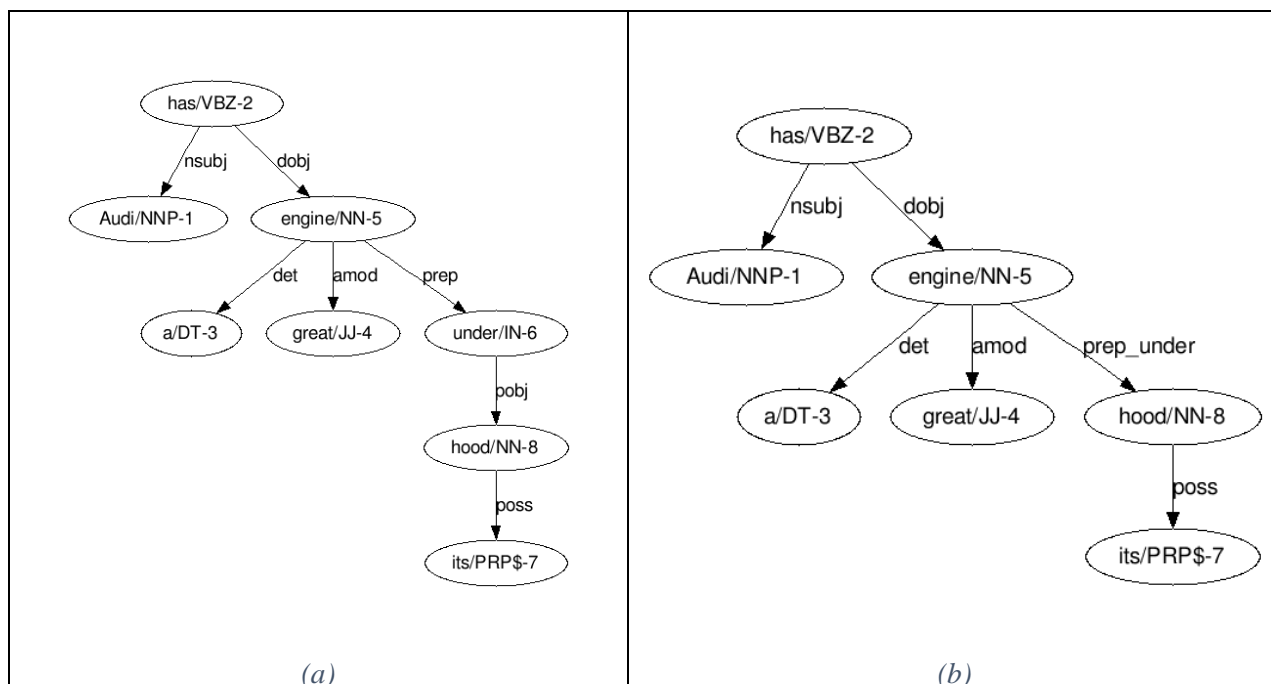 has/VBZ-2
nsubj
dobj
Audi/NNP-1
engine/NN-5
det
amod
prep
a/DT-3
great/JJ-4
under/IN-6
pobj
hood/NN-8
poss
its/PRP$-7
(a)
has/VBZ-2
nsubj
dobj
Audi/NNP-1
engine/NN-5
det
amod
prep_under
a/DT-3
great/JJ-4
hood/NN-8
poss
its/PRP$-7
(b)